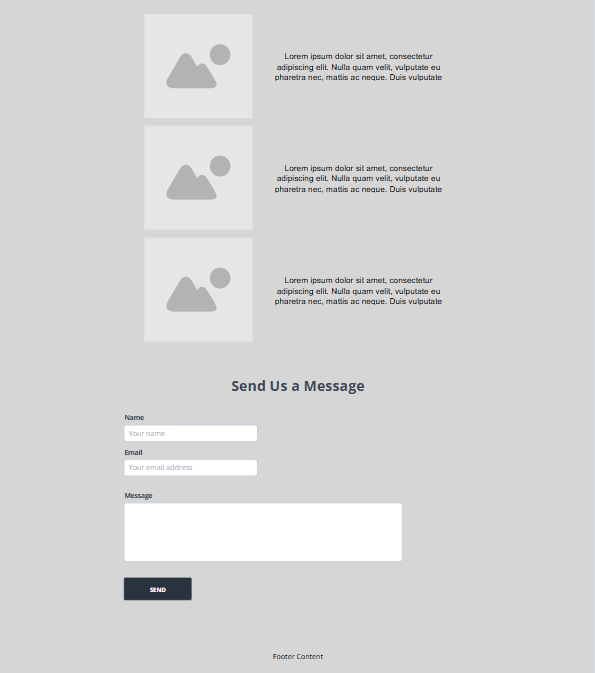 Lorem ipsum dolor sit amet, consectetur
adipiscing elit. Nulla quam velit, vulputate eu
pharetra nec, mattis ac neque. Duis vulputate
Lorem ipsum dolor sit amet, consectetur
adipiscing elit. Nulla quam velit, vulputate eu
pharetra nec, mattis ac neque. Duis vulputate
Lorem ipsum dolor sit amet, consectetur
adipiscing elit. Nulla quam velit, vulputate eu
pharetra nec, mattis ac neque. Duis vulputate
Send Us a Message
Name
Your name
Email
Your email address
Message
SEND
Footer Content